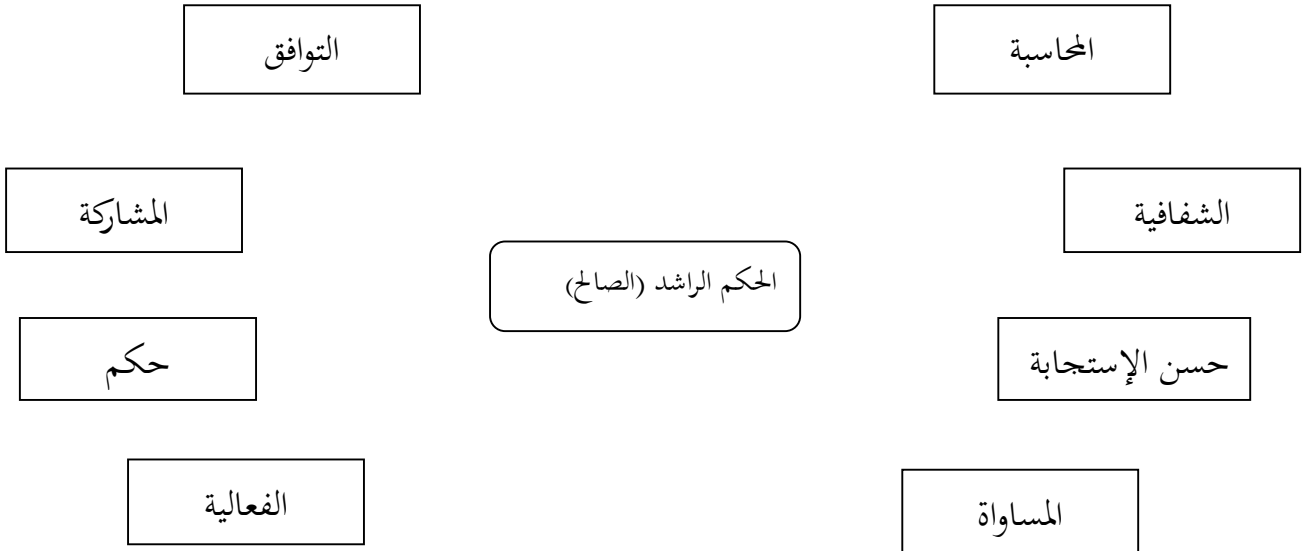 المحاسبة
التوافق
الشفافية
المشاركة
الحكم الراشد (الصالح)
حسن الإستجابة
حكم
المساواة
الفعالية